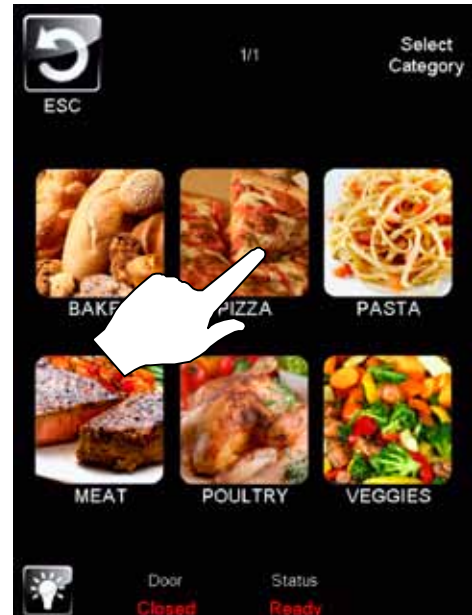 1/1
Select
Category
ESC
PIZZA
PASTA
MEAT
POULTRY
VEGGIES
Door
Status
Closed
Ready